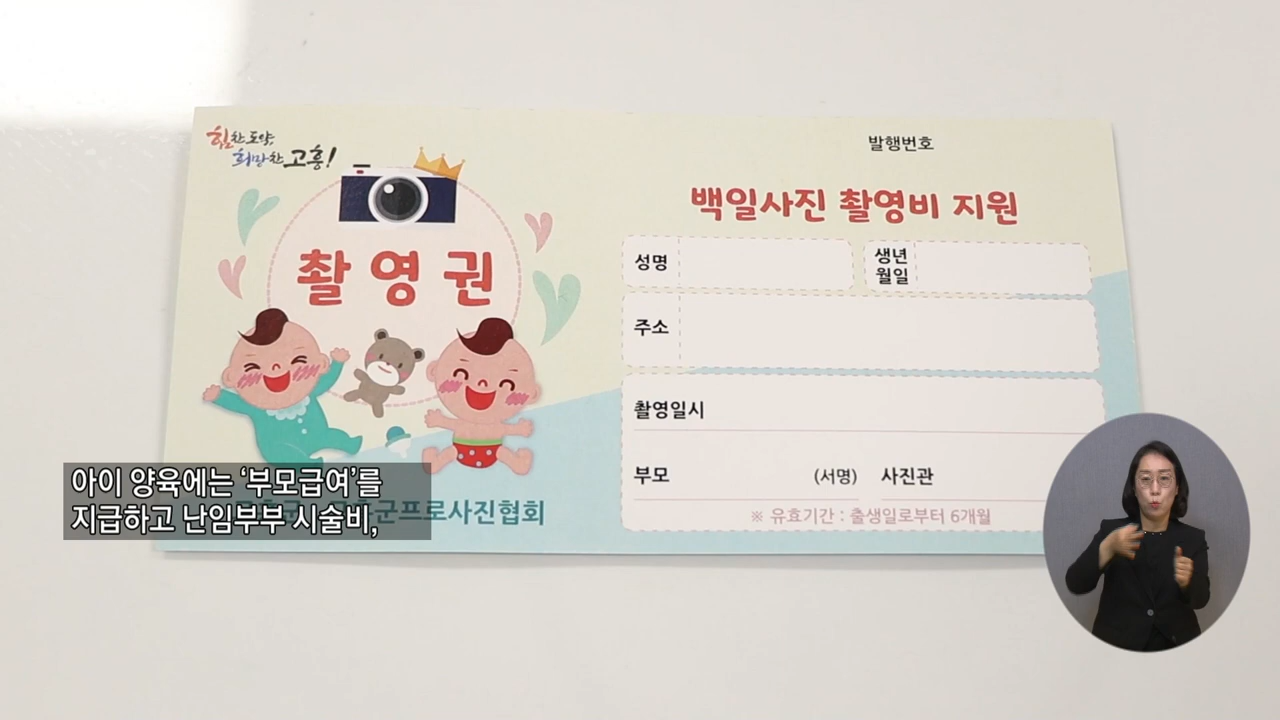 힘찬 도약,
희망찬 고흥!
촬영권
군프로사진협회
발행번호
백일사진 촬영비 지원
성명
생년
월일
주소
촬영일시
부모 (서명) 사진관
※ 유효기간 : 출생일로부터 6개월
아이 양육에는 ‘부모급여’를
지급하고 난임부부 시술비,